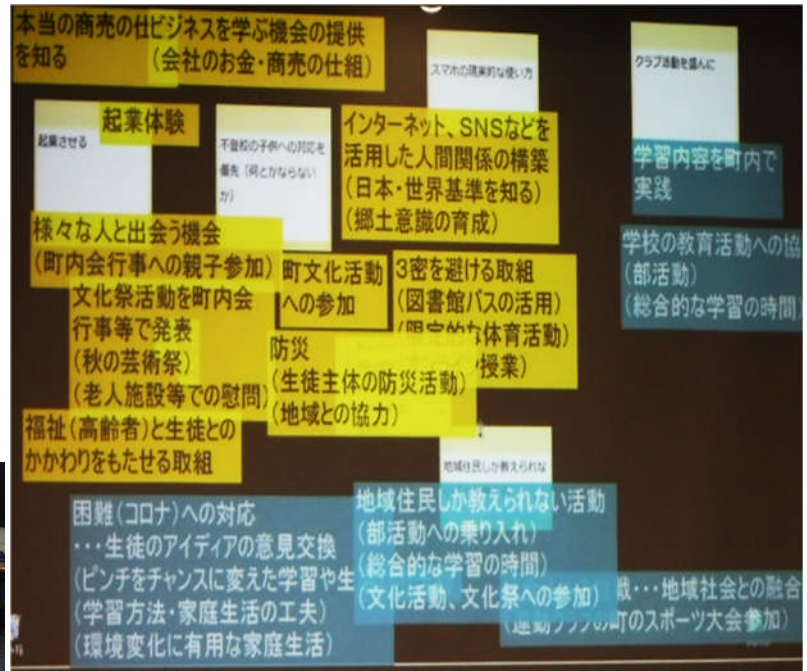 本当の商売の仕
を知る
ビジネスを学ぶ機会の提供
(会社のお金・商売の仕組)
スマホの現実的な使い方
クラブ活動を盛んに
起業させる
起業体験
不登校の子供への対応を
優先(何とかならない
か)
インターネット、SNSなどを
活用した人間関係の構築
(日本・世界基準を知る)
(郷土意識の育成)
学習内容を町内で
実践
様々な人と出会う機会
(町内会行事への親子参加)
町文化活動
への参加
3密を避ける取組
(図書館バスの活用)
(限定的な体育活動)
授業)
学校の教育活動への協
(部活動)
(総合的な学習の時間)
文化祭活動を町内会
行事等で発表
(秋の芸術祭)
(老人施設等での慰問)
防災
(生徒主体の防災活動)
(地域との協力)
福祉(高齢者)と生徒との
かかわりをもたせる取組
地域住民しか教えられな
困難(コロナ)への対応
・・・生徒のアイディアの意見交換
(ピンチをチャンスに変えた学習や生
(学習方法・家庭生活の工夫)
(環境変化に有用な家庭生活)
地域住民しか教えられない活動
(部活動への乗り入れ)
(総合的な学習の時間)
(文化活動、文化祭への参加)
・・・地域社会との融合
町のスポーツ大会参加)